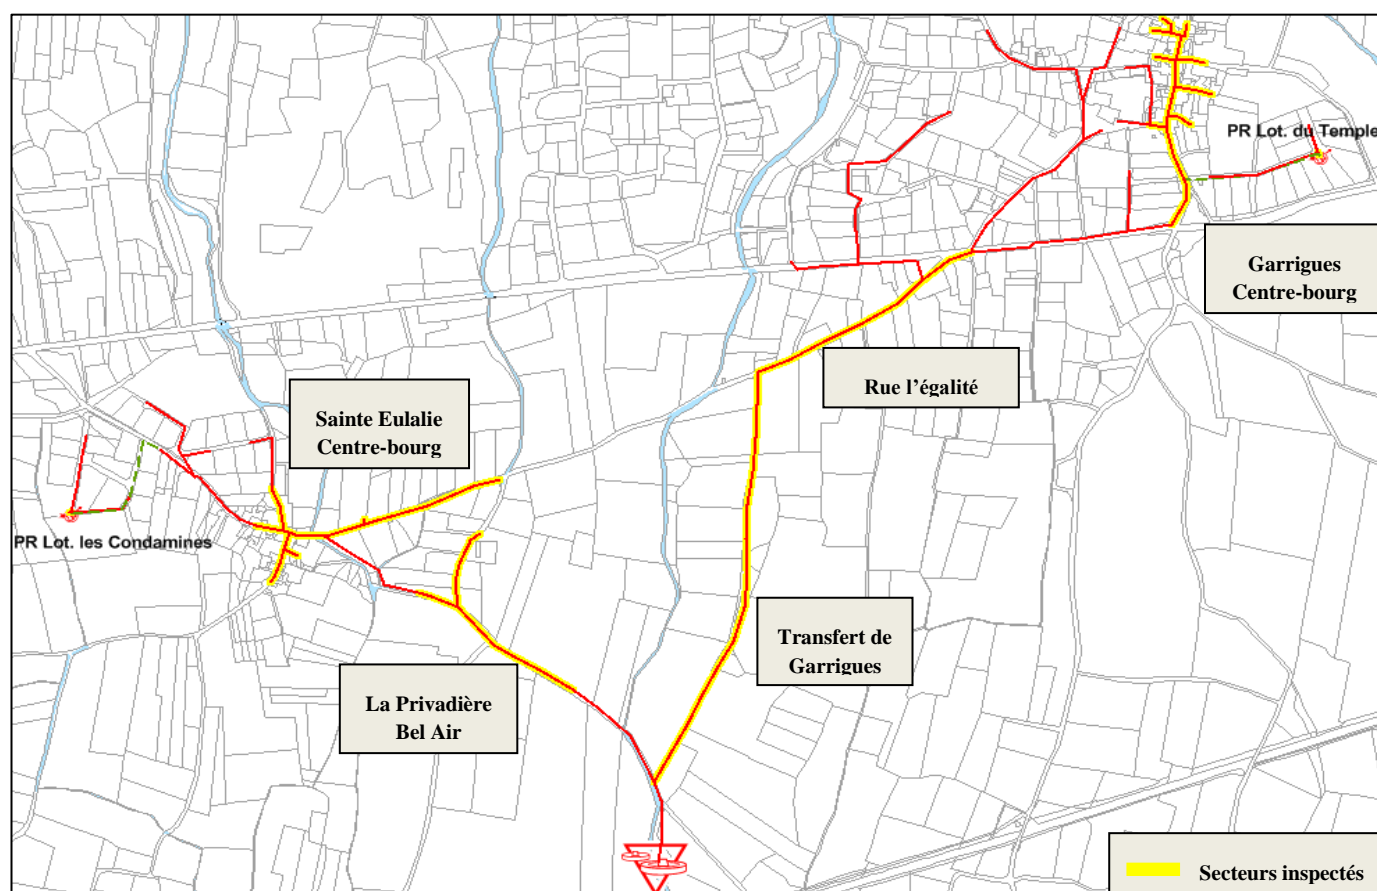 PR Lot. du Temple
Garrigues
Centre-bourg
Rue l’égalité
Sainte Eulalie
Centre-bourg
PR Lot. les Condamines
Transfert de
Garrigues
La Privadière
Bel Air
Secteurs inspectés